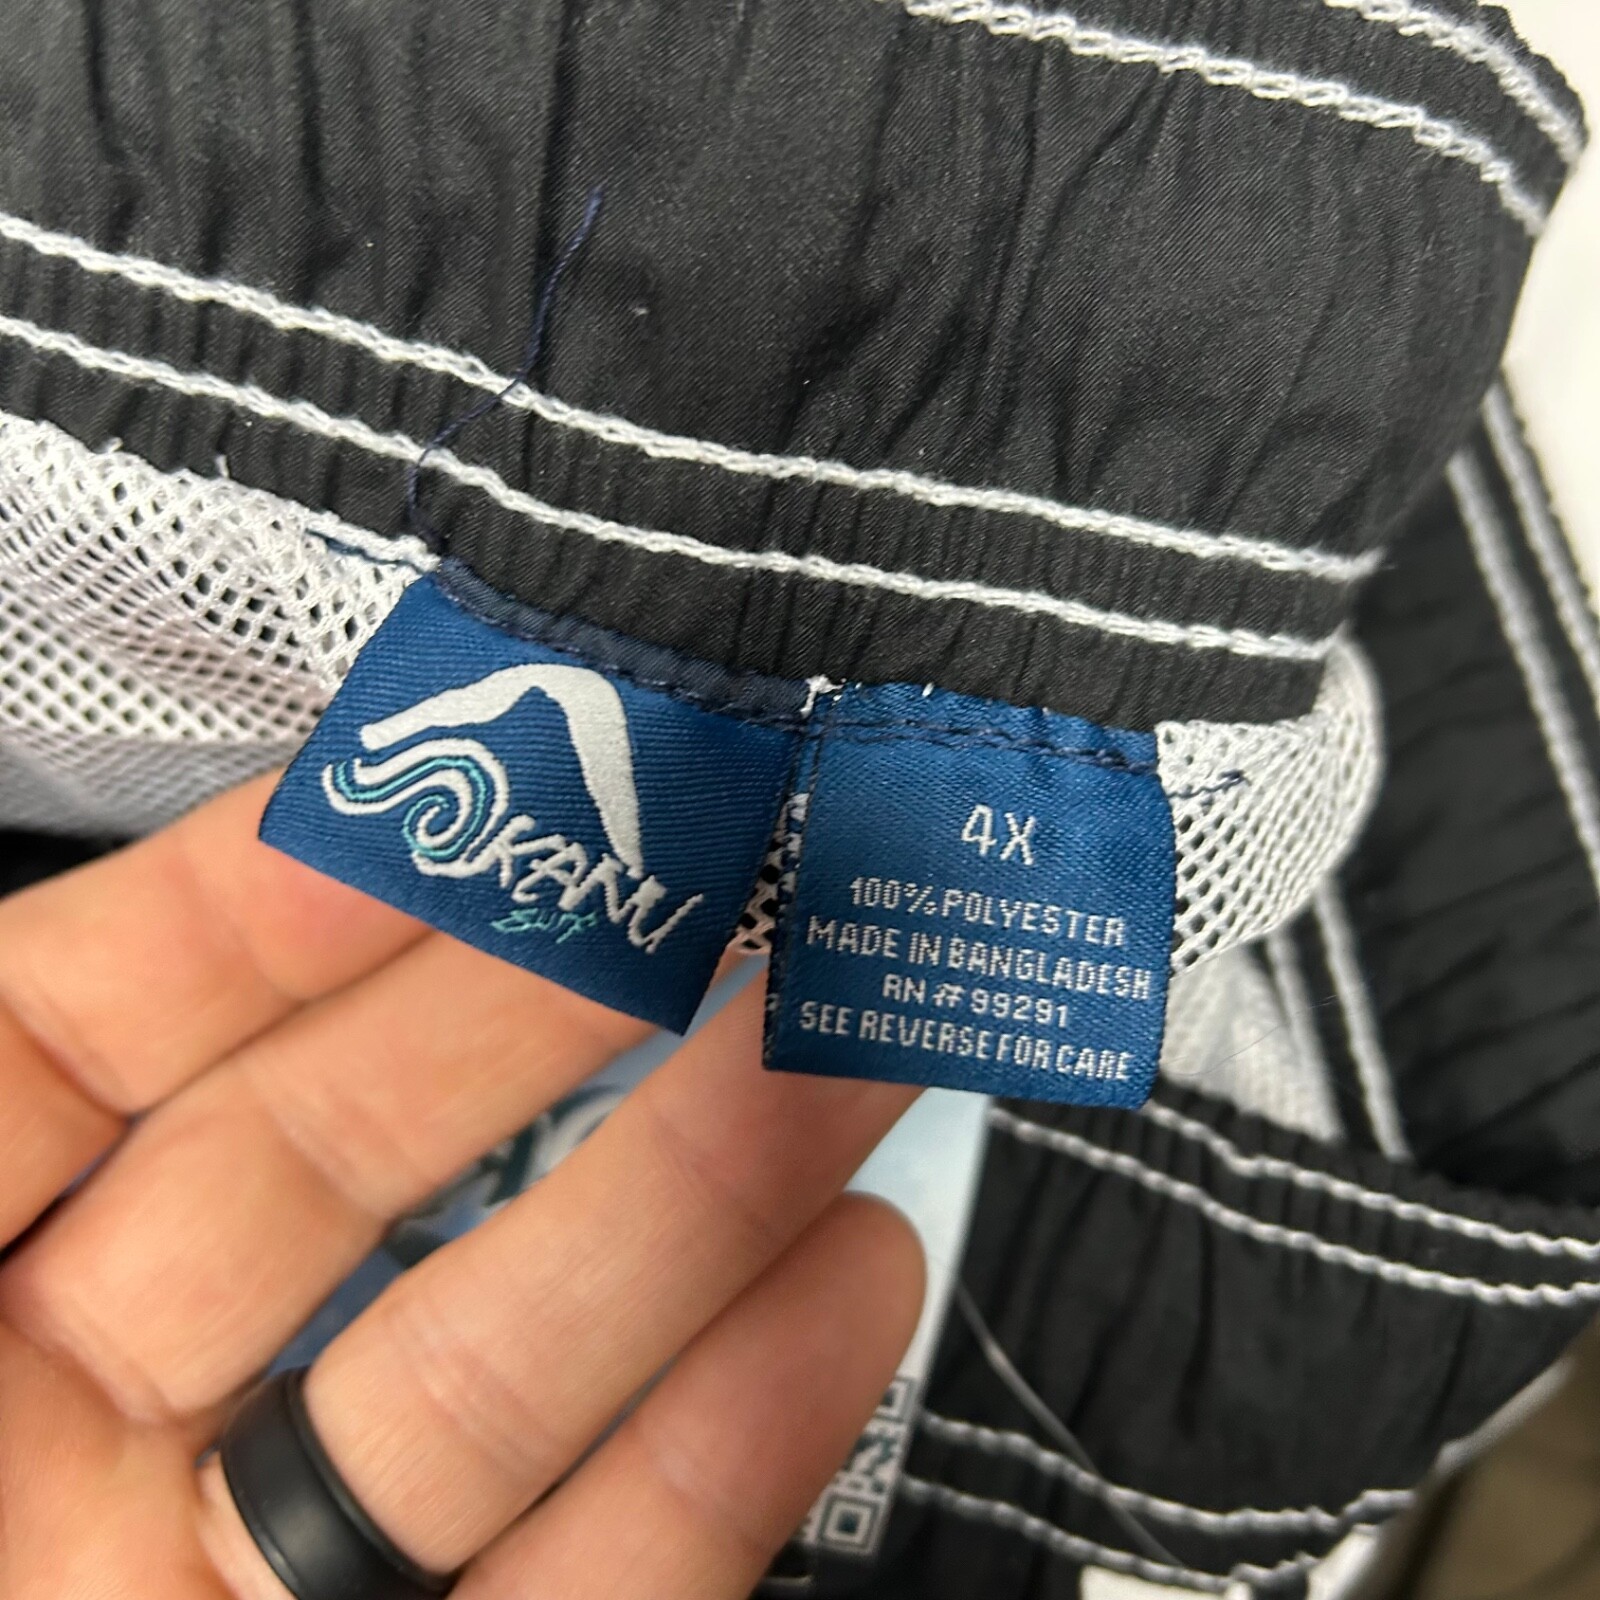 KANU
SURF
4X
100% POLYESTER
MADE IN BANGLADESH
RN # 99291
SEE REVERSE FOR CARE